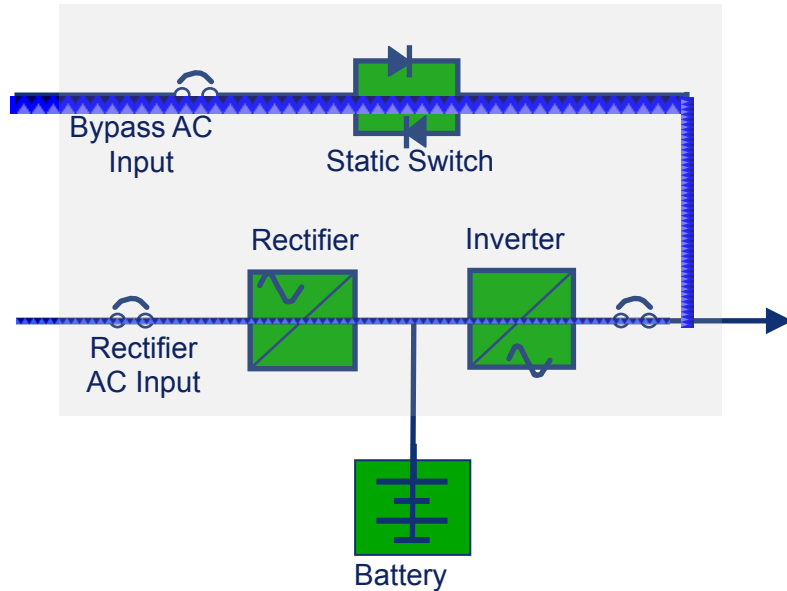 Bypass AC
Input
Static Switch
Rectifier
Inverter
Rectifier
AC Input
Battery